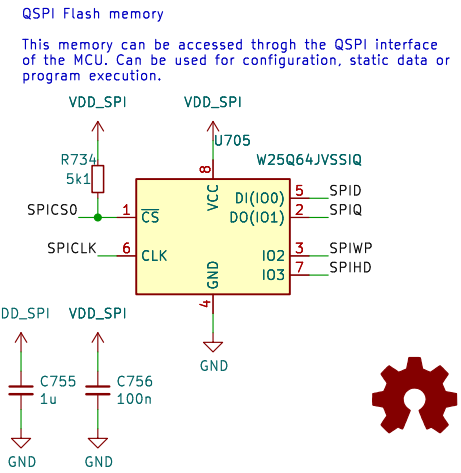 QSPI Flash memory
This memory can be accessed throgh the QSPI interface
of the MCU. Can be used for configuration, static data or
program execution.
VDD_SPI
VDD_SPI
U705
R734
5k1
W25Q64JVSSIQ
8
VCC
SPICS0
1
CS
DI(IO0)
5
SPID
DO(IO1)
2
SPIQ
SPICLK
6
CLK
IO2
3
SPIWP
IO3
7
SPIHD
GND
4
GND
DD_SPI
VDD_SPI
C755
1u
C756
100n
GND
GND